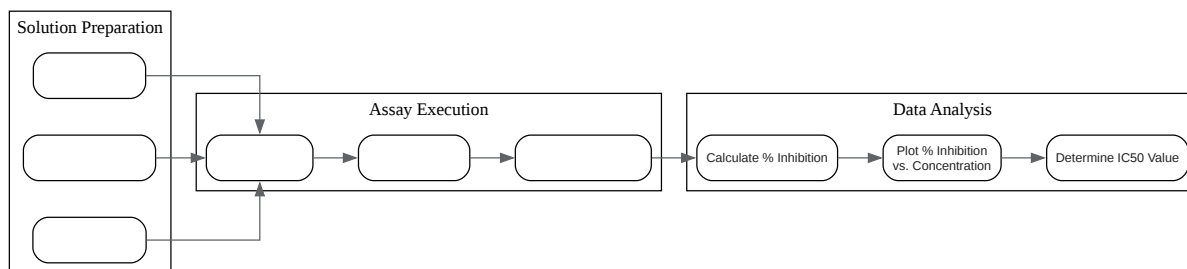 Solution Preparation
Assay Execution
Data Analysis
Calculate % Inhibition
Plot % Inhibition
vs. Concentration
Determine IC50 Value